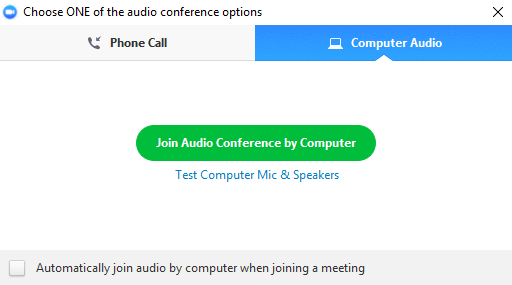 Choose ONE of the audio conference options
Phone Call
Computer Audio
Join Audio Conference by Computer
Test Computer Mic & Speakers
Automatically join audio by computer when joining a meeting